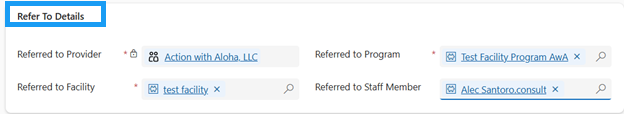 Refer To Details
Referred to Provider * Action with Aloha, LLC Referred to Program * Test Facility Program AwA ×
Referred to Facility * test facility × Referred to Staff Member Alec Santoro.consult ×